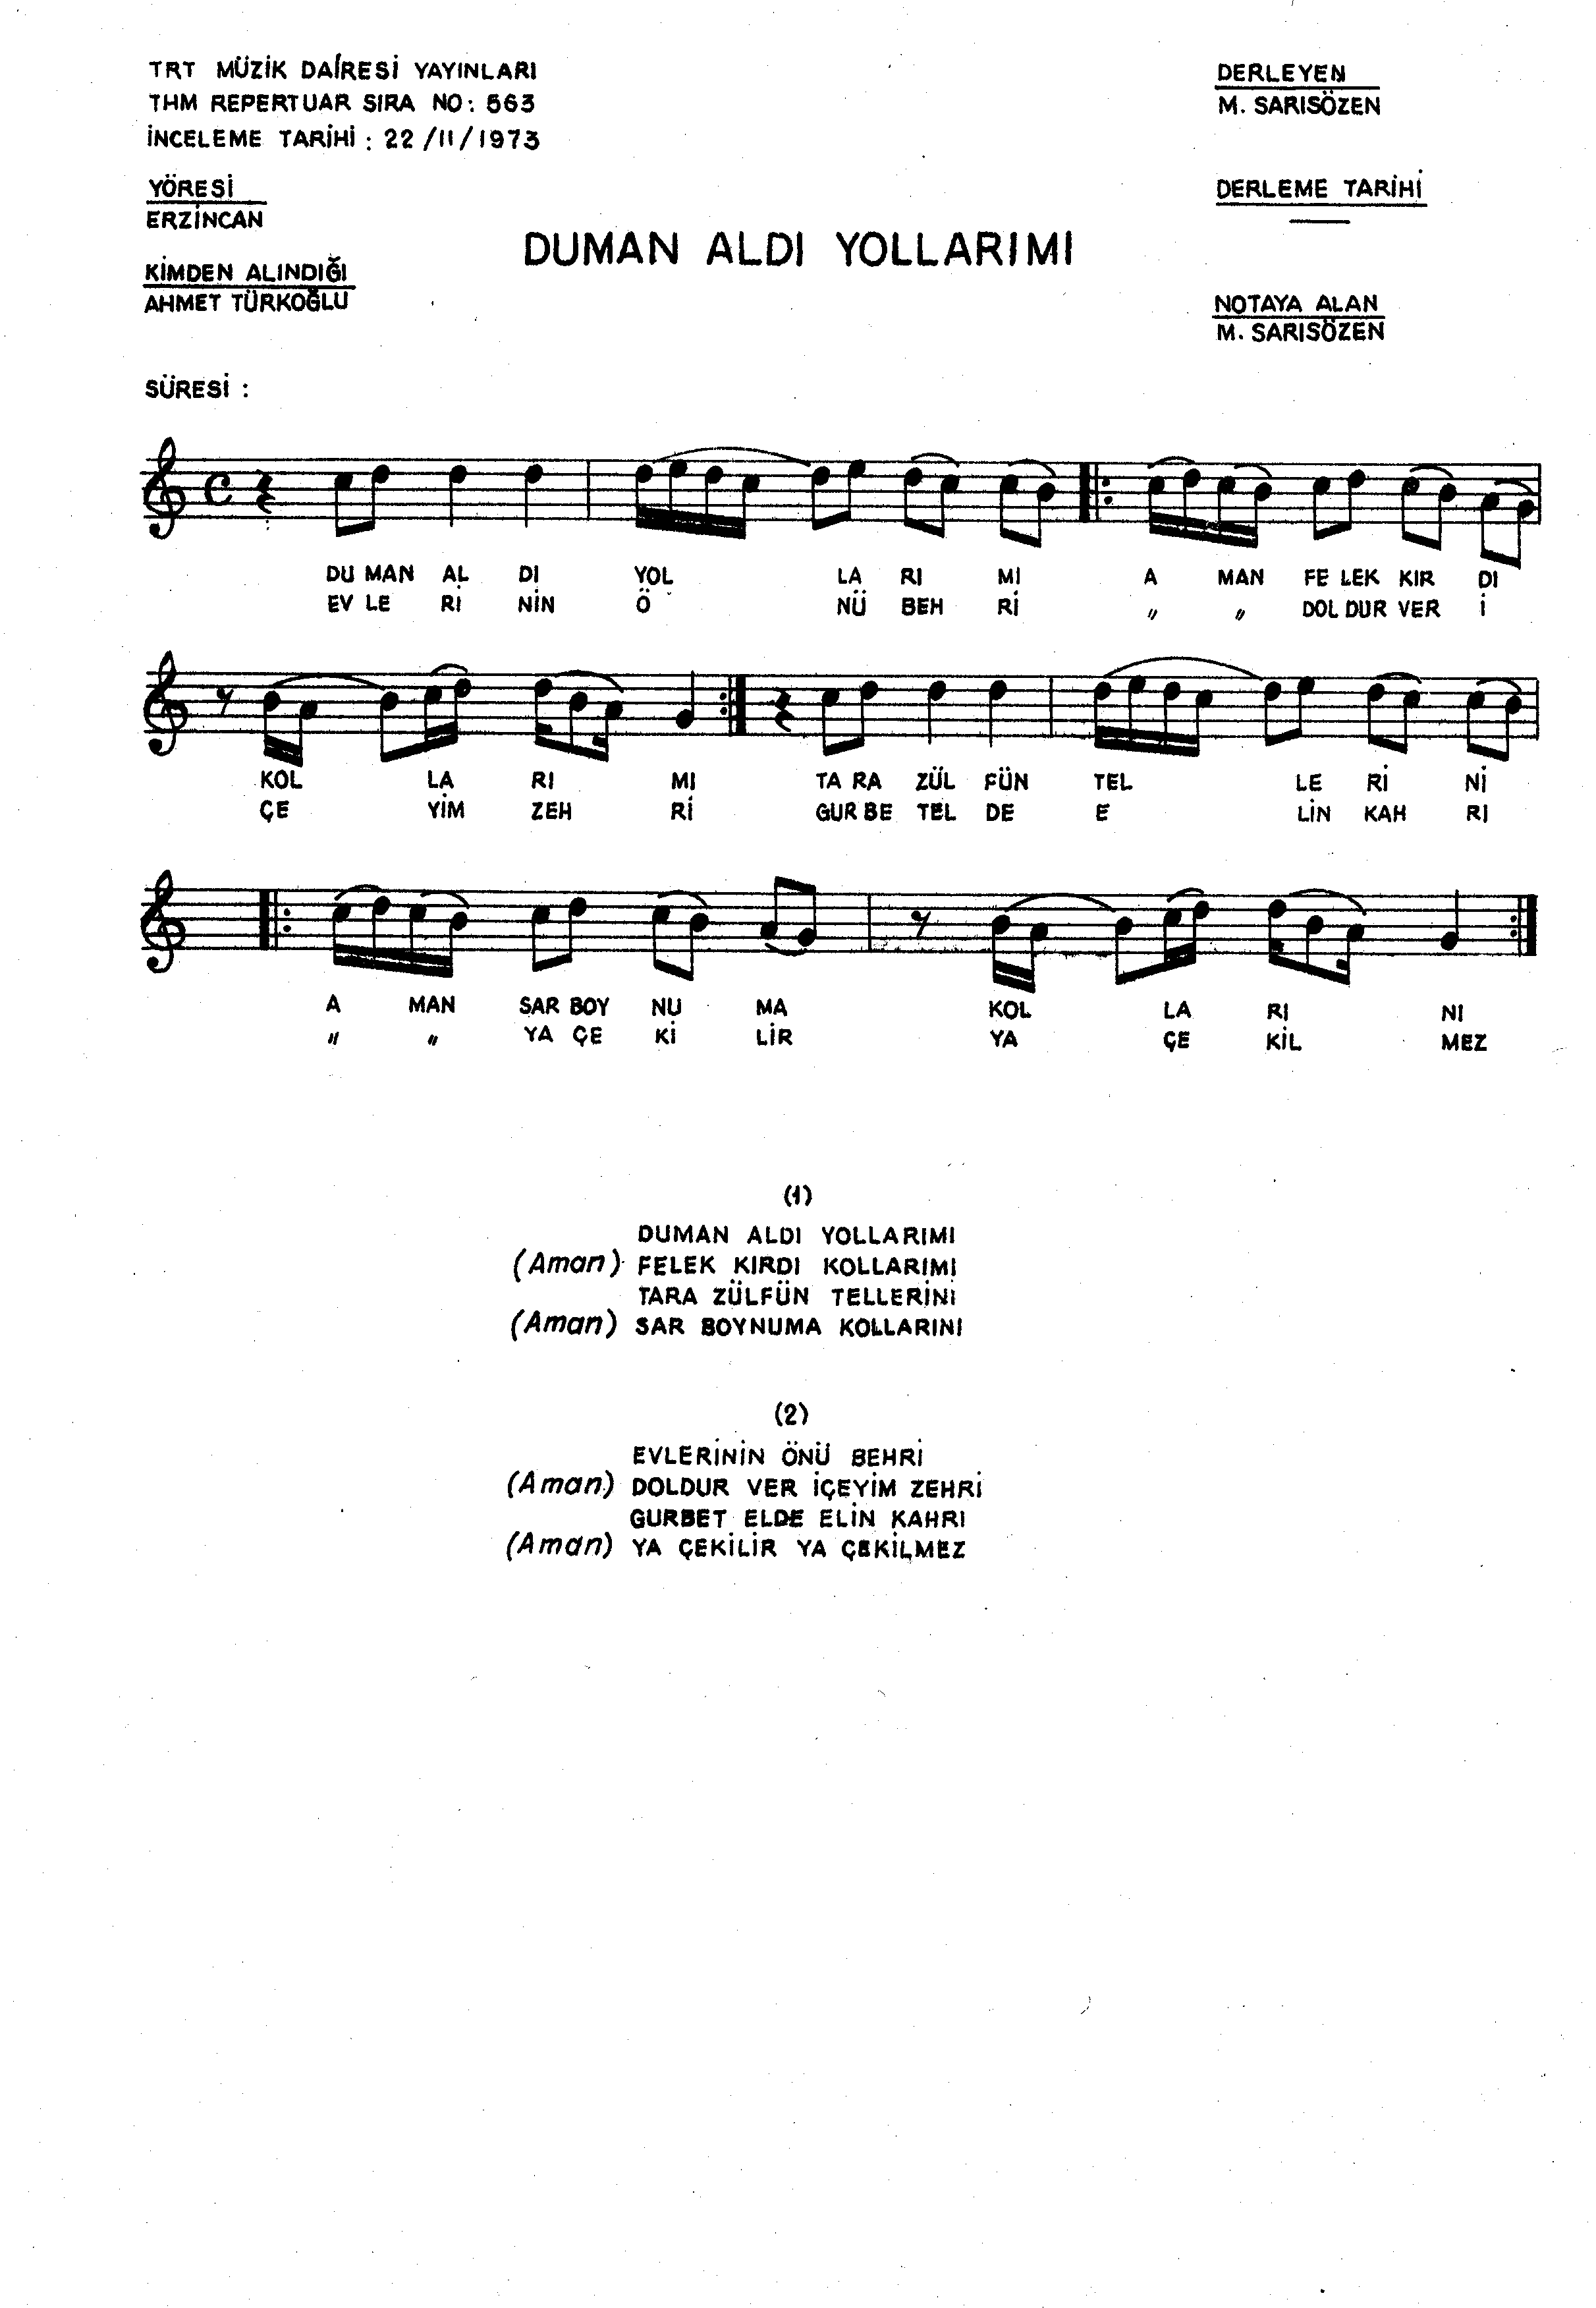 TRT MÜZİK DAİRESİ YAYINLARI
THM REPERTUAR SIRA NO: 563
İNCELEME TARİHİ : 22/11/1973
DERLEYEN
M. SARISÖZEN
YÖRESİ
ERZİNCAN
DERLEME TARİHİ
DUMAN ALDI YOLLARIMI
KİMDEN ALINDIĞI
AHMET TÜRKOĞLU
NOTAYA ALAN
M. SARISÖZEN
SÜRESİ :
DU MAN AL DI YOL LA RI MI A MAN FE LEK KIR DI
EV LE Rİ NİN Ö NÜ BEH Rİ " " DOL DUR VER İ
KOL LA RI MI TA RA ZÜL FÜN TEL LE Rİ Nİ
ÇE YİM ZEH Rİ GUR BE TEL DE E LİN KAH RI
A MAN SAR BOY NU MA KOL LA RI NI
" " YA ÇE Kİ LİR YA ÇE KİL MEZ
(1)
DUMAN ALDI YOLLARIMI
(Aman) FELEK KIRDI KOLLARIMI
TARA ZÜLFÜN TELLERİNİ
(Aman) SAR BOYNUMA KOLLARINI
(2)
EVLERİNİN ÖNÜ BEHRİ
(Aman) DOLDUR VER İÇEYİM ZEHRİ
GURBET ELDE ELİN KAHRI
(Aman) YA ÇEKİLİR YA ÇEKİLMEZ